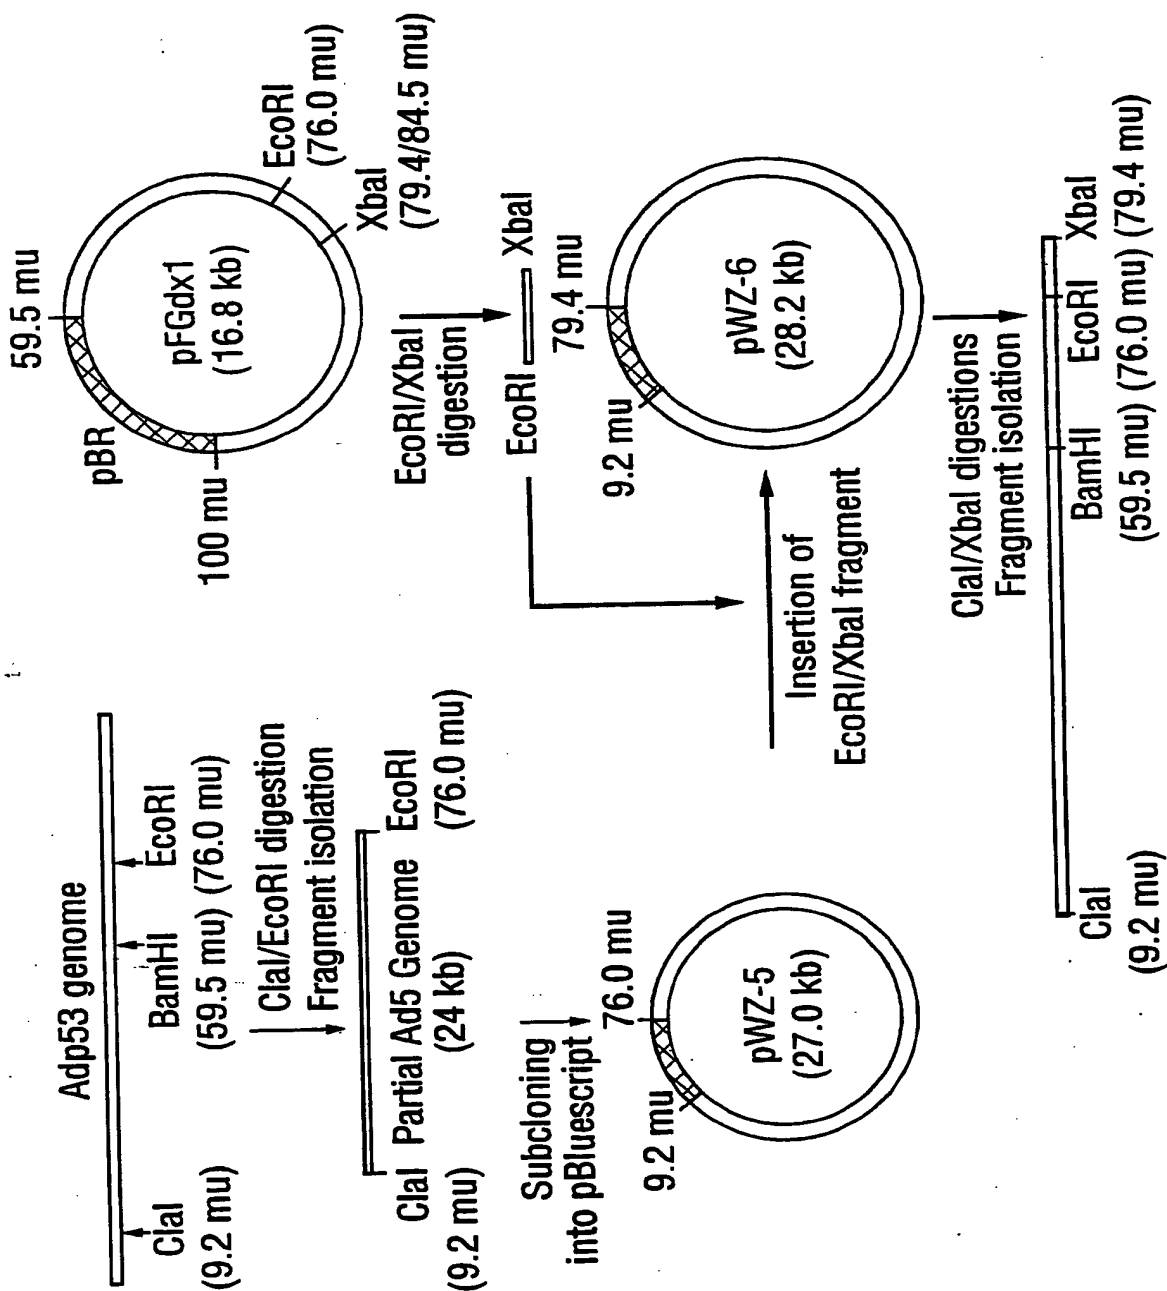 Adp53 genome
ClaI
(9.2 mu)
BamHI
(59.5 mu)
EcoRI
(76.0 mu)
ClaI/EcoRI digestion
Fragment isolation
ClaI
(9.2 mu)
Partial Ad5 Genome
(24 kb)
EcoRI
(76.0 mu)
Subcloning
into pBluescript
9.2 mu
76.0 mu
pWZ-5
(27.0 kb)
59.5 mu
pBR
100 mu
pFGdx1
(16.8 kb)
EcoRI
(76.0 mu)
XbaI
(79.4/84.5 mu)
EcoRI/XbaI
digestion
EcoRI
XbaI
Insertion of
EcoRI/XbaI fragment
9.2 mu
79.4 mu
pWZ-6
(28.2 kb)
ClaI/XbaI digestions
Fragment isolation
ClaI
(9.2 mu)
BamHI
(59.5 mu)
EcoRI
(76.0 mu)
XbaI
(79.4 mu)